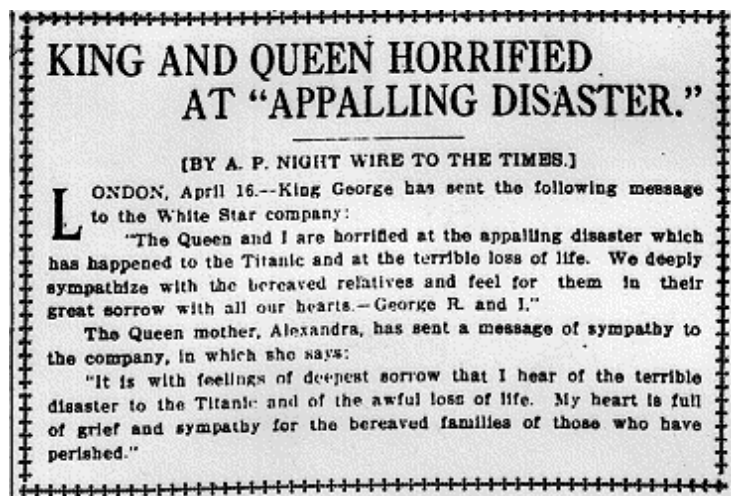 KING AND QUEEN HORRIFIED
AT "APPALLING DISASTER."
[BY A. P. NIGHT WIRE TO THE TIMES.]
LONDON, April 16.--King George has sent the following message
to the White Star company:
"The Queen and I are horrified at the appalling disaster which
has happened to the Titanic and at the terrible loss of life. We deeply
sympathize with the bereaved relatives and feel for them in their
great sorrow with all our hearts.--George R. and I."
The Queen mother, Alexandra, has sent a message of sympathy to
the company, in which she says:
"It is with feelings of deepest sorrow that I hear of the terrible
disaster to the Titanic and of the awful loss of life. My heart is full
of grief and sympathy for the bereaved families of those who have
perished."